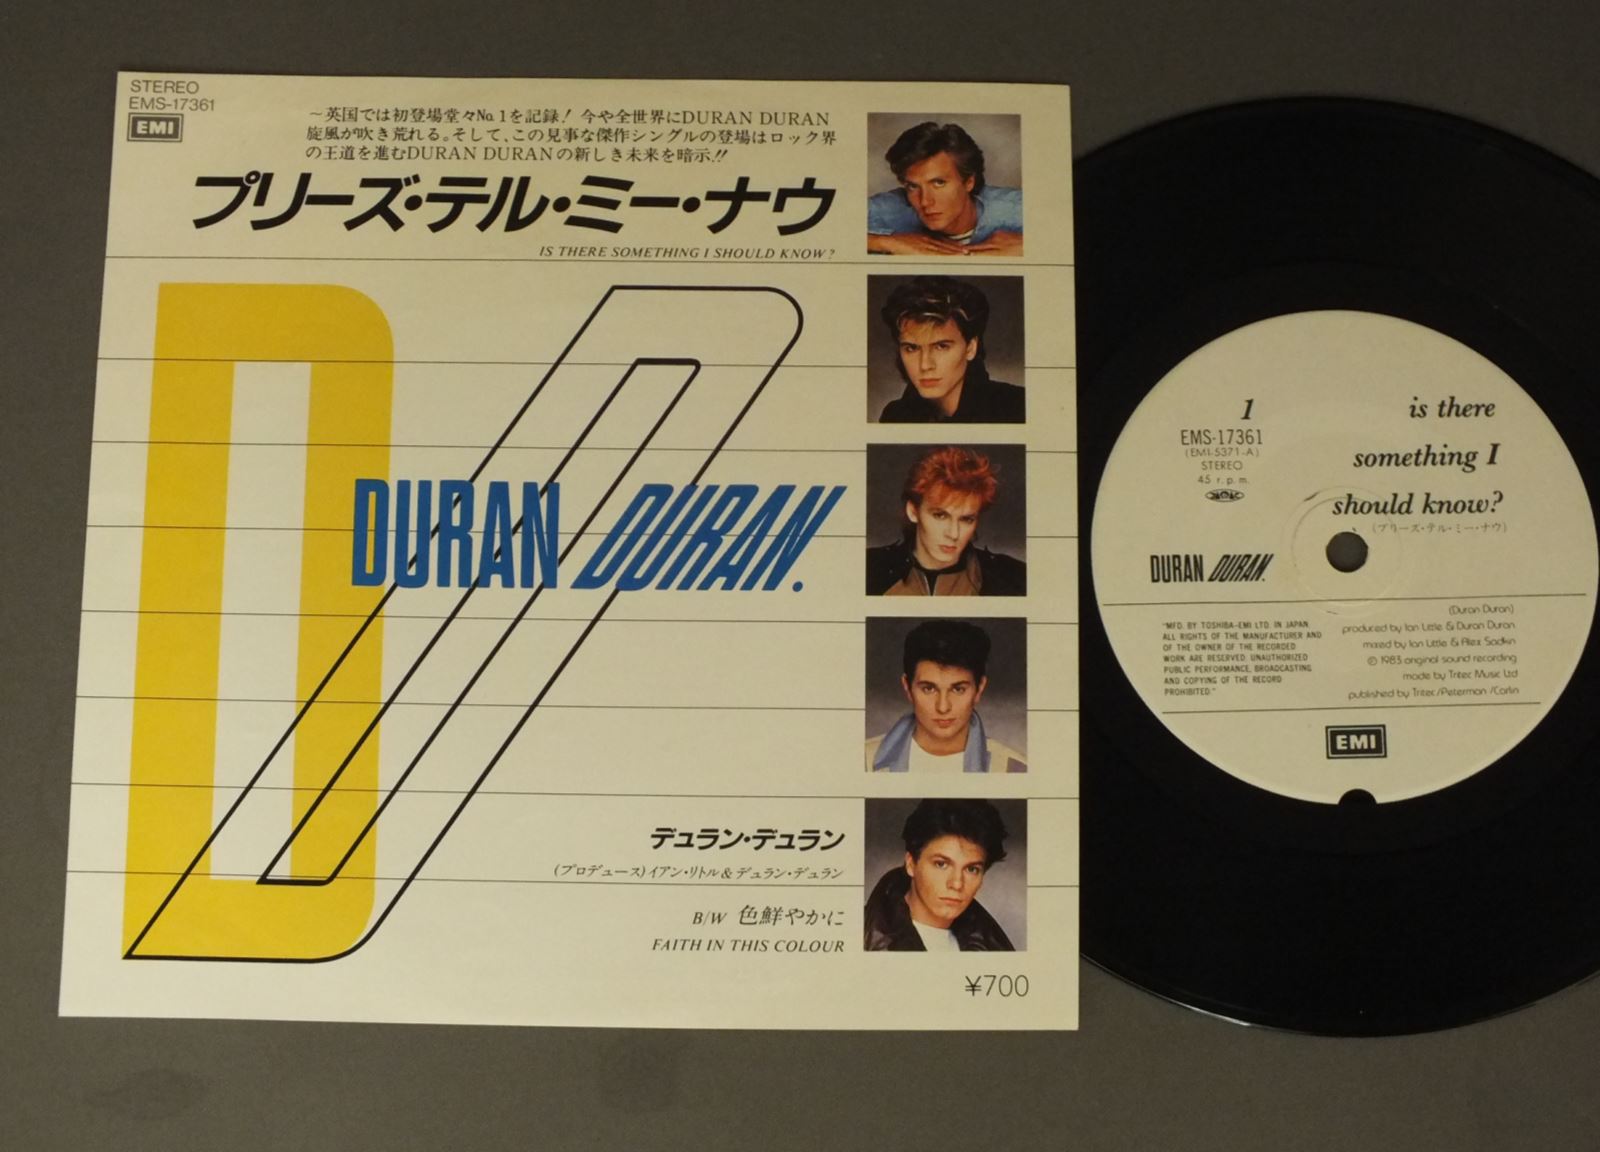 STEREO
EMS-17361
EMI
～英国では初登場堂々No.1を記録！今や全世界にDURAN DURAN
旋風が吹き荒れる。そして、この見事な傑作シングルの登場はロック界
の王道を進むDURAN DURANの新しき未来を暗示!!
プリーズ・テル・ミー・ナウ
IS THERE SOMETHING I SHOULD KNOW?
DURAN DURAN.
デュラン・デュラン
(プロデュース)イアン・リトル&デュラン・デュラン
B/W 色鮮やかに
FAITH IN THIS COLOUR
¥700
1
EMS-17361
(EMI-5371-A)
STEREO
45 r.p.m.
is there
something I
should know?
(プリーズ・テル・ミー・ナウ)
DURAN DURAN.
"MFD. BY TOSHIBA-EMI LTD. IN JAPAN.
ALL RIGHTS OF THE MANUFACTURER AND
OF THE OWNER OF THE RECORDED
WORK ARE RESERVED. UNAUTHORIZED
PUBLIC PERFORMANCE, BROADCASTING
AND COPYING OF THE RECORD
PROHIBITED."
(Duran Duran)
produced by Ian Little & Duran Duran
mixed by Ian Little & Alex Sadkin
℗ 1983 original sound recording
made by Tritec Music Ltd
published by Tritec/Peterman/Carlin
EMI